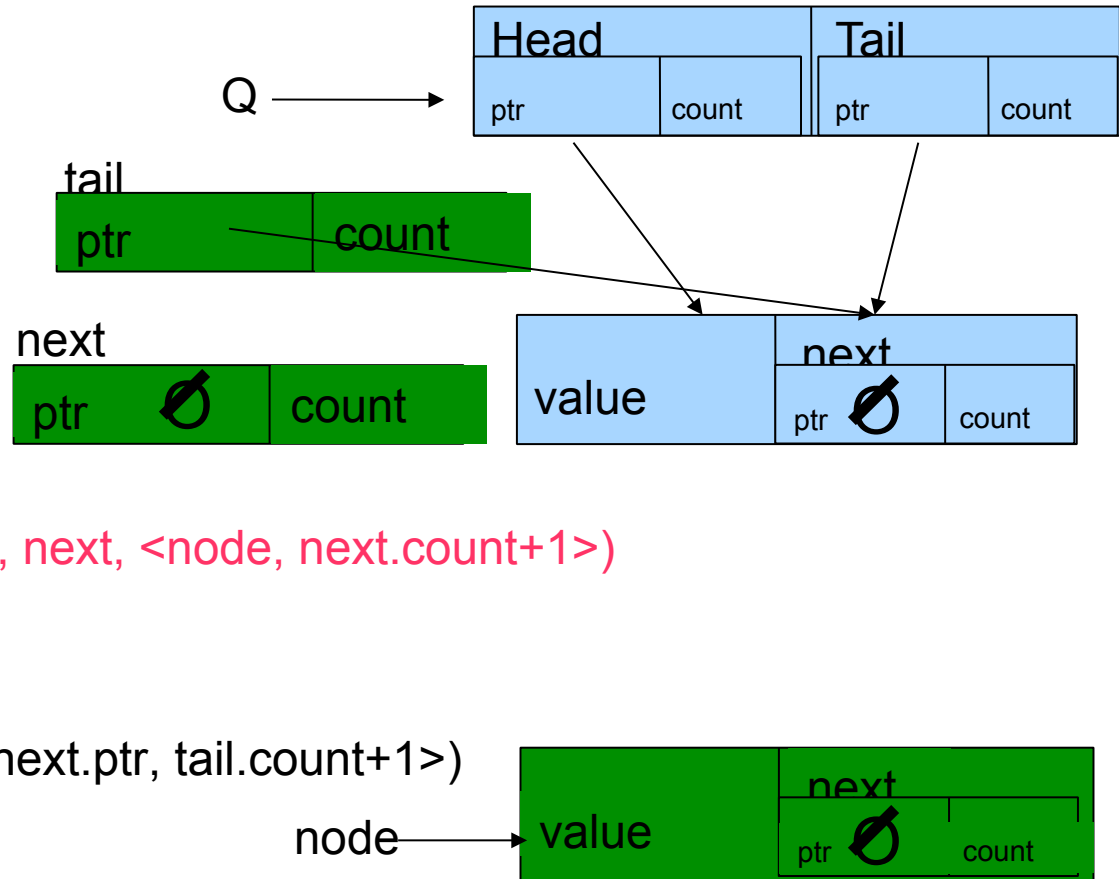 Head Tail
Q
ptr count ptr count
tail
ptr count
next
next
ptr Ø count
value
ptr Ø count
, next, <node, next.count+1>)
next.ptr, tail.count+1>)
next
node
value
ptr Ø count